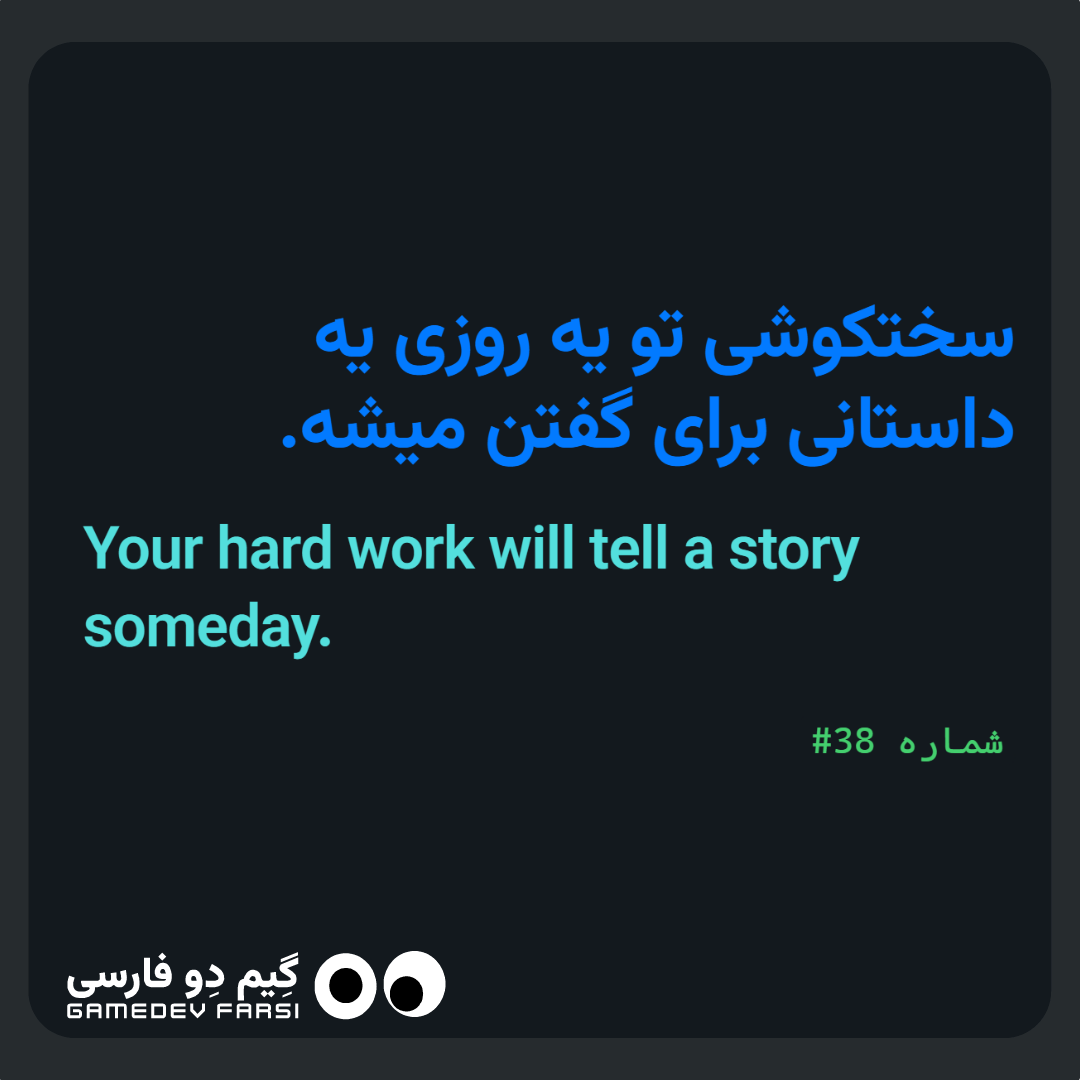 سختکوشی تو یه روزی یه
داستانی برای گفتن میشه.
Your hard work will tell a story
someday.
شماره #38
گِیم دِو فارسی
GAMEDEV FARSI